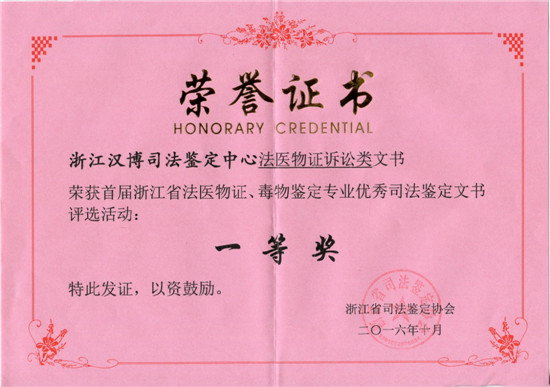 荣誉证书
HONORARY CREDENTIAL
浙江汉博司法鉴定中心法医物证诉讼类文书
荣获首届浙江省法医物证、毒物鉴定专业优秀司法鉴定文书
评选活动：
一等奖
特此发证，以资鼓励。
浙江省司法鉴定协会
二〇一六年十月